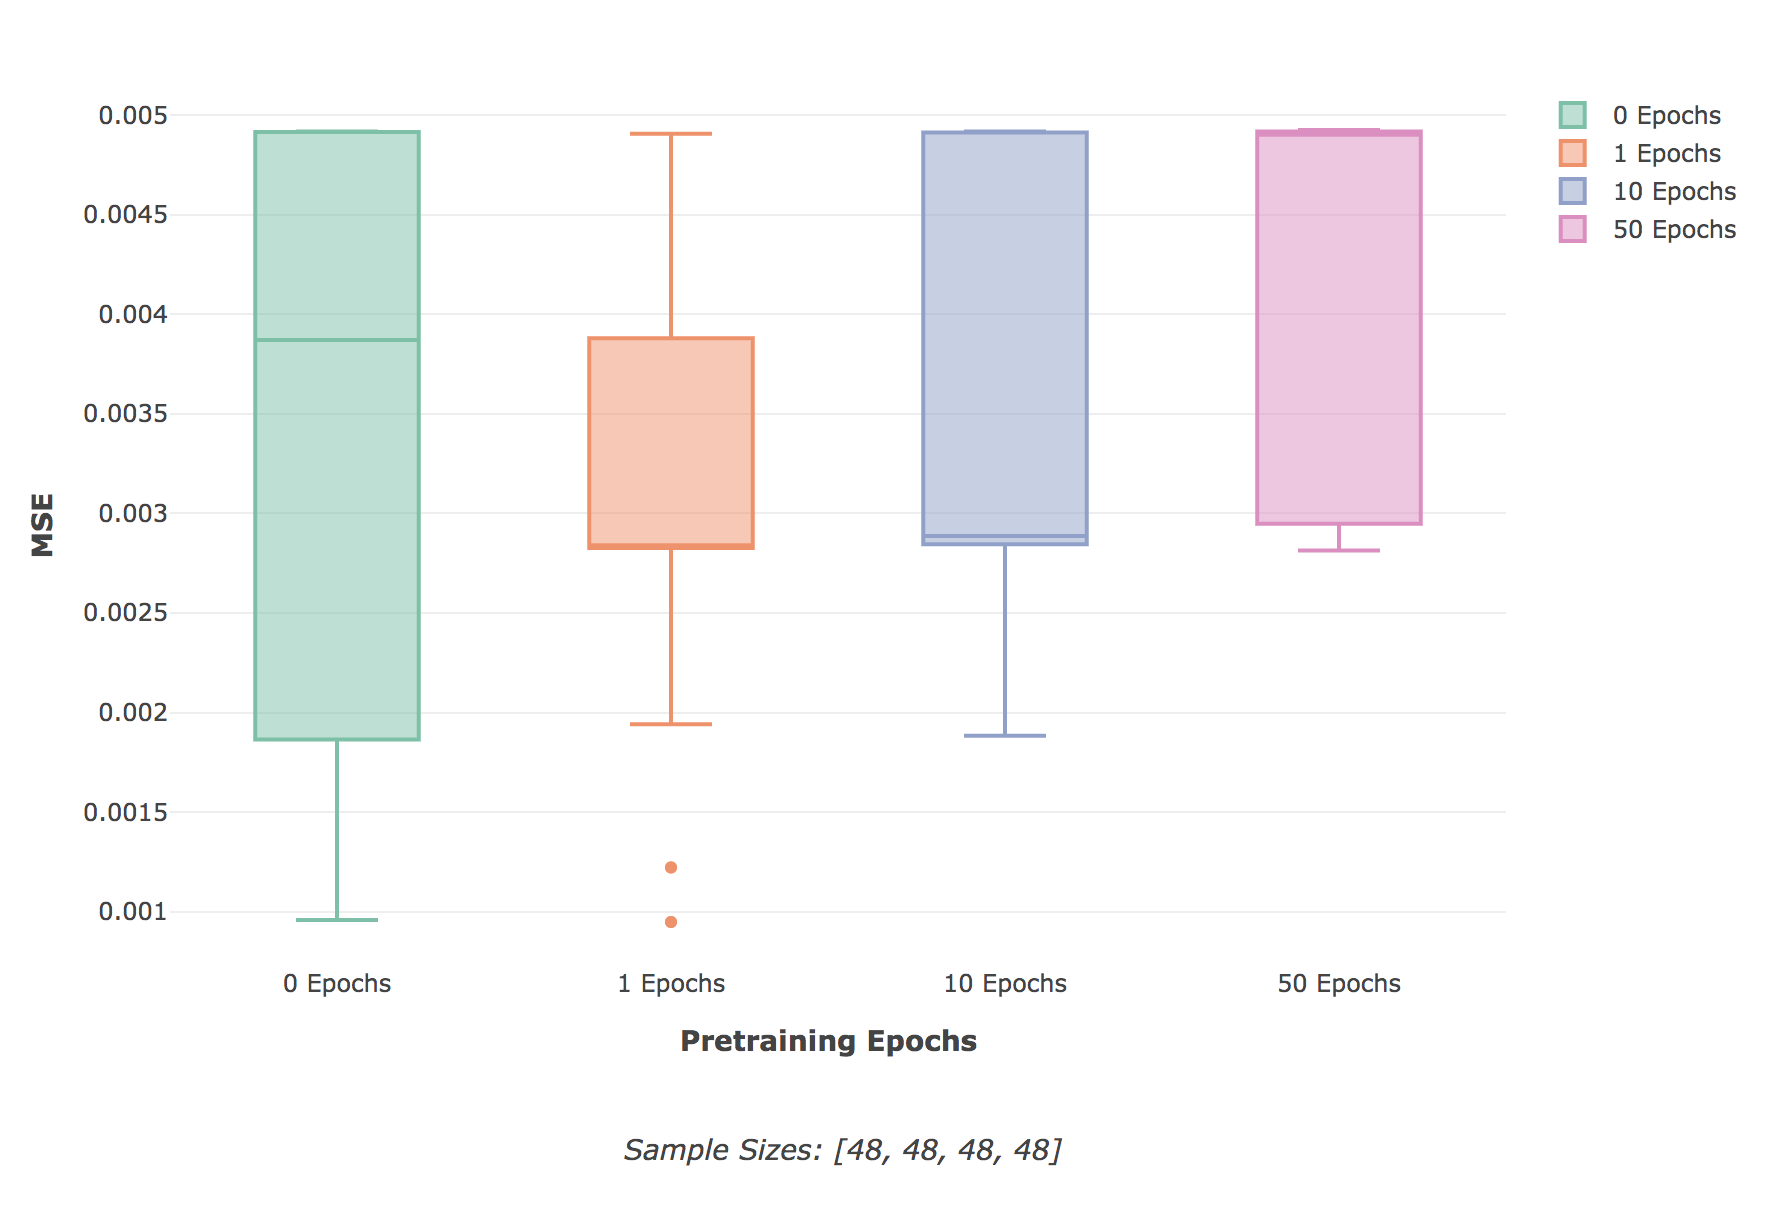 0.005
0.0045
0.004
0.0035
0.003
0.0025
0.002
0.0015
0.001
MSE
0 Epochs
1 Epochs
10 Epochs
50 Epochs
Pretraining Epochs
Sample Sizes: [48, 48, 48, 48]
0 Epochs
1 Epochs
10 Epochs
50 Epochs